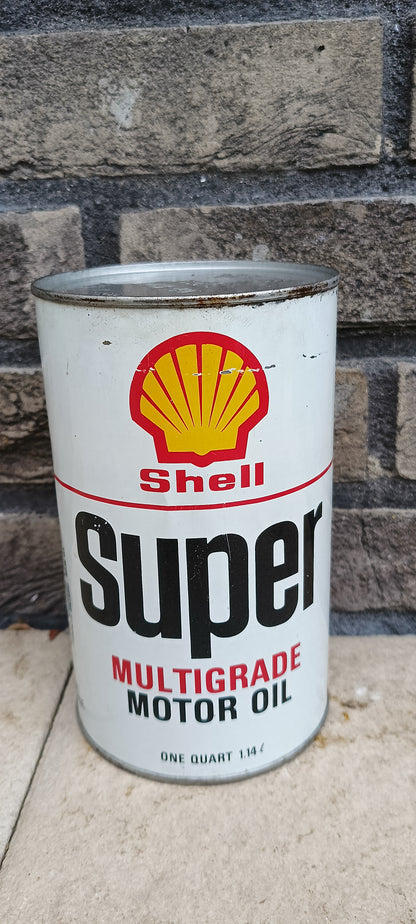 Shell
Super
MULTIGRADE
MOTOR OIL
ONE QUART 1.14 ℓ